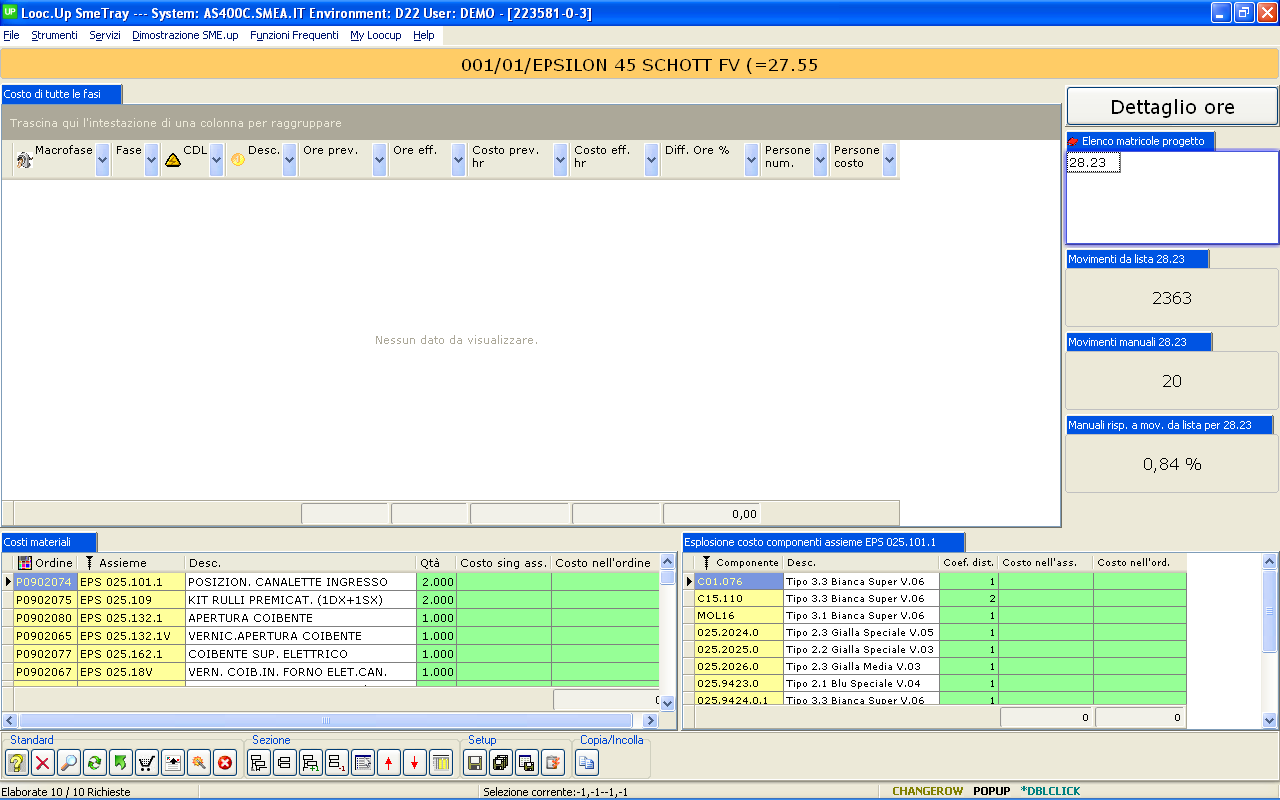 UP Looc.Up SmeTray --- System: AS400C.SMEA.IT Environment: D22 User: DEMO - [223581-0-3]
File Strumenti Servizi Dimostrazione SME.up Funzioni Frequenti My Loocup Help
001/01/EPSILON 45 SCHOTT FV (=27.55
Costo di tutte le fasi
Trascina qui l'intestazione di una colonna per raggruppare
Macrofase Fase CDL Desc. Ore prev. Ore eff. Costo prev. hr Costo eff. hr Diff. Ore % Persone num. Persone costo
Nessun dato da visualizzare.
0,00
Dettaglio ore
Elenco matricole progetto
28.23
Movimenti da lista 28.23
2363
Movimenti manuali 28.23
20
Manuali risp. a mov. da lista per 28.23
0,84 %
Costi materiali
Ordine Assieme Desc. Qtà Costo sing ass. Costo nell'ordine
P0902074 EPS 025.101.1 POSIZION. CANALETTE INGRESSO 2.000
P0902075 EPS 025.109 KIT RULLI PREMICAT. (1DX+1SX) 2.000
P0902080 EPS 025.132.1 APERTURA COIBENTE 1.000
P0902065 EPS 025.132.1V VERNIC.APERTURA COIBENTE 1.000
P0902077 EPS 025.162.1 COIBENTE SUP. ELETTRICO 1.000
P0902067 EPS 025.18V VERN. COIB.IN. FORNO ELET.CAN. 1.000
Esplosione costo componenti assieme EPS 025.101.1
Componente Desc. Coef. dist. Costo nell'ass. Costo nell'ord.
C01.076 Tipo 3.3 Bianca Super V.06 1
C15.110 Tipo 3.3 Bianca Super V.06 2
MOL16 Tipo 3.1 Bianca Super V.06 1
025.2024.0 Tipo 2.3 Gialla Speciale V.05 1
025.2025.0 Tipo 2.2 Gialla Speciale V.03 1
025.2026.0 Tipo 2.3 Gialla Media V.03 1
025.9423.0 Tipo 2.1 Blu Speciale V.04 1
025.9424.0.1 Tipo 3.3 Bianca Super V.06 1
0 0
Standard Sezione Setup Copia/Incolla
Elaborate 10 / 10 Richieste Selezione corrente:-1,-1--1,-1 CHANGEROW POPUP *DBLCLICK